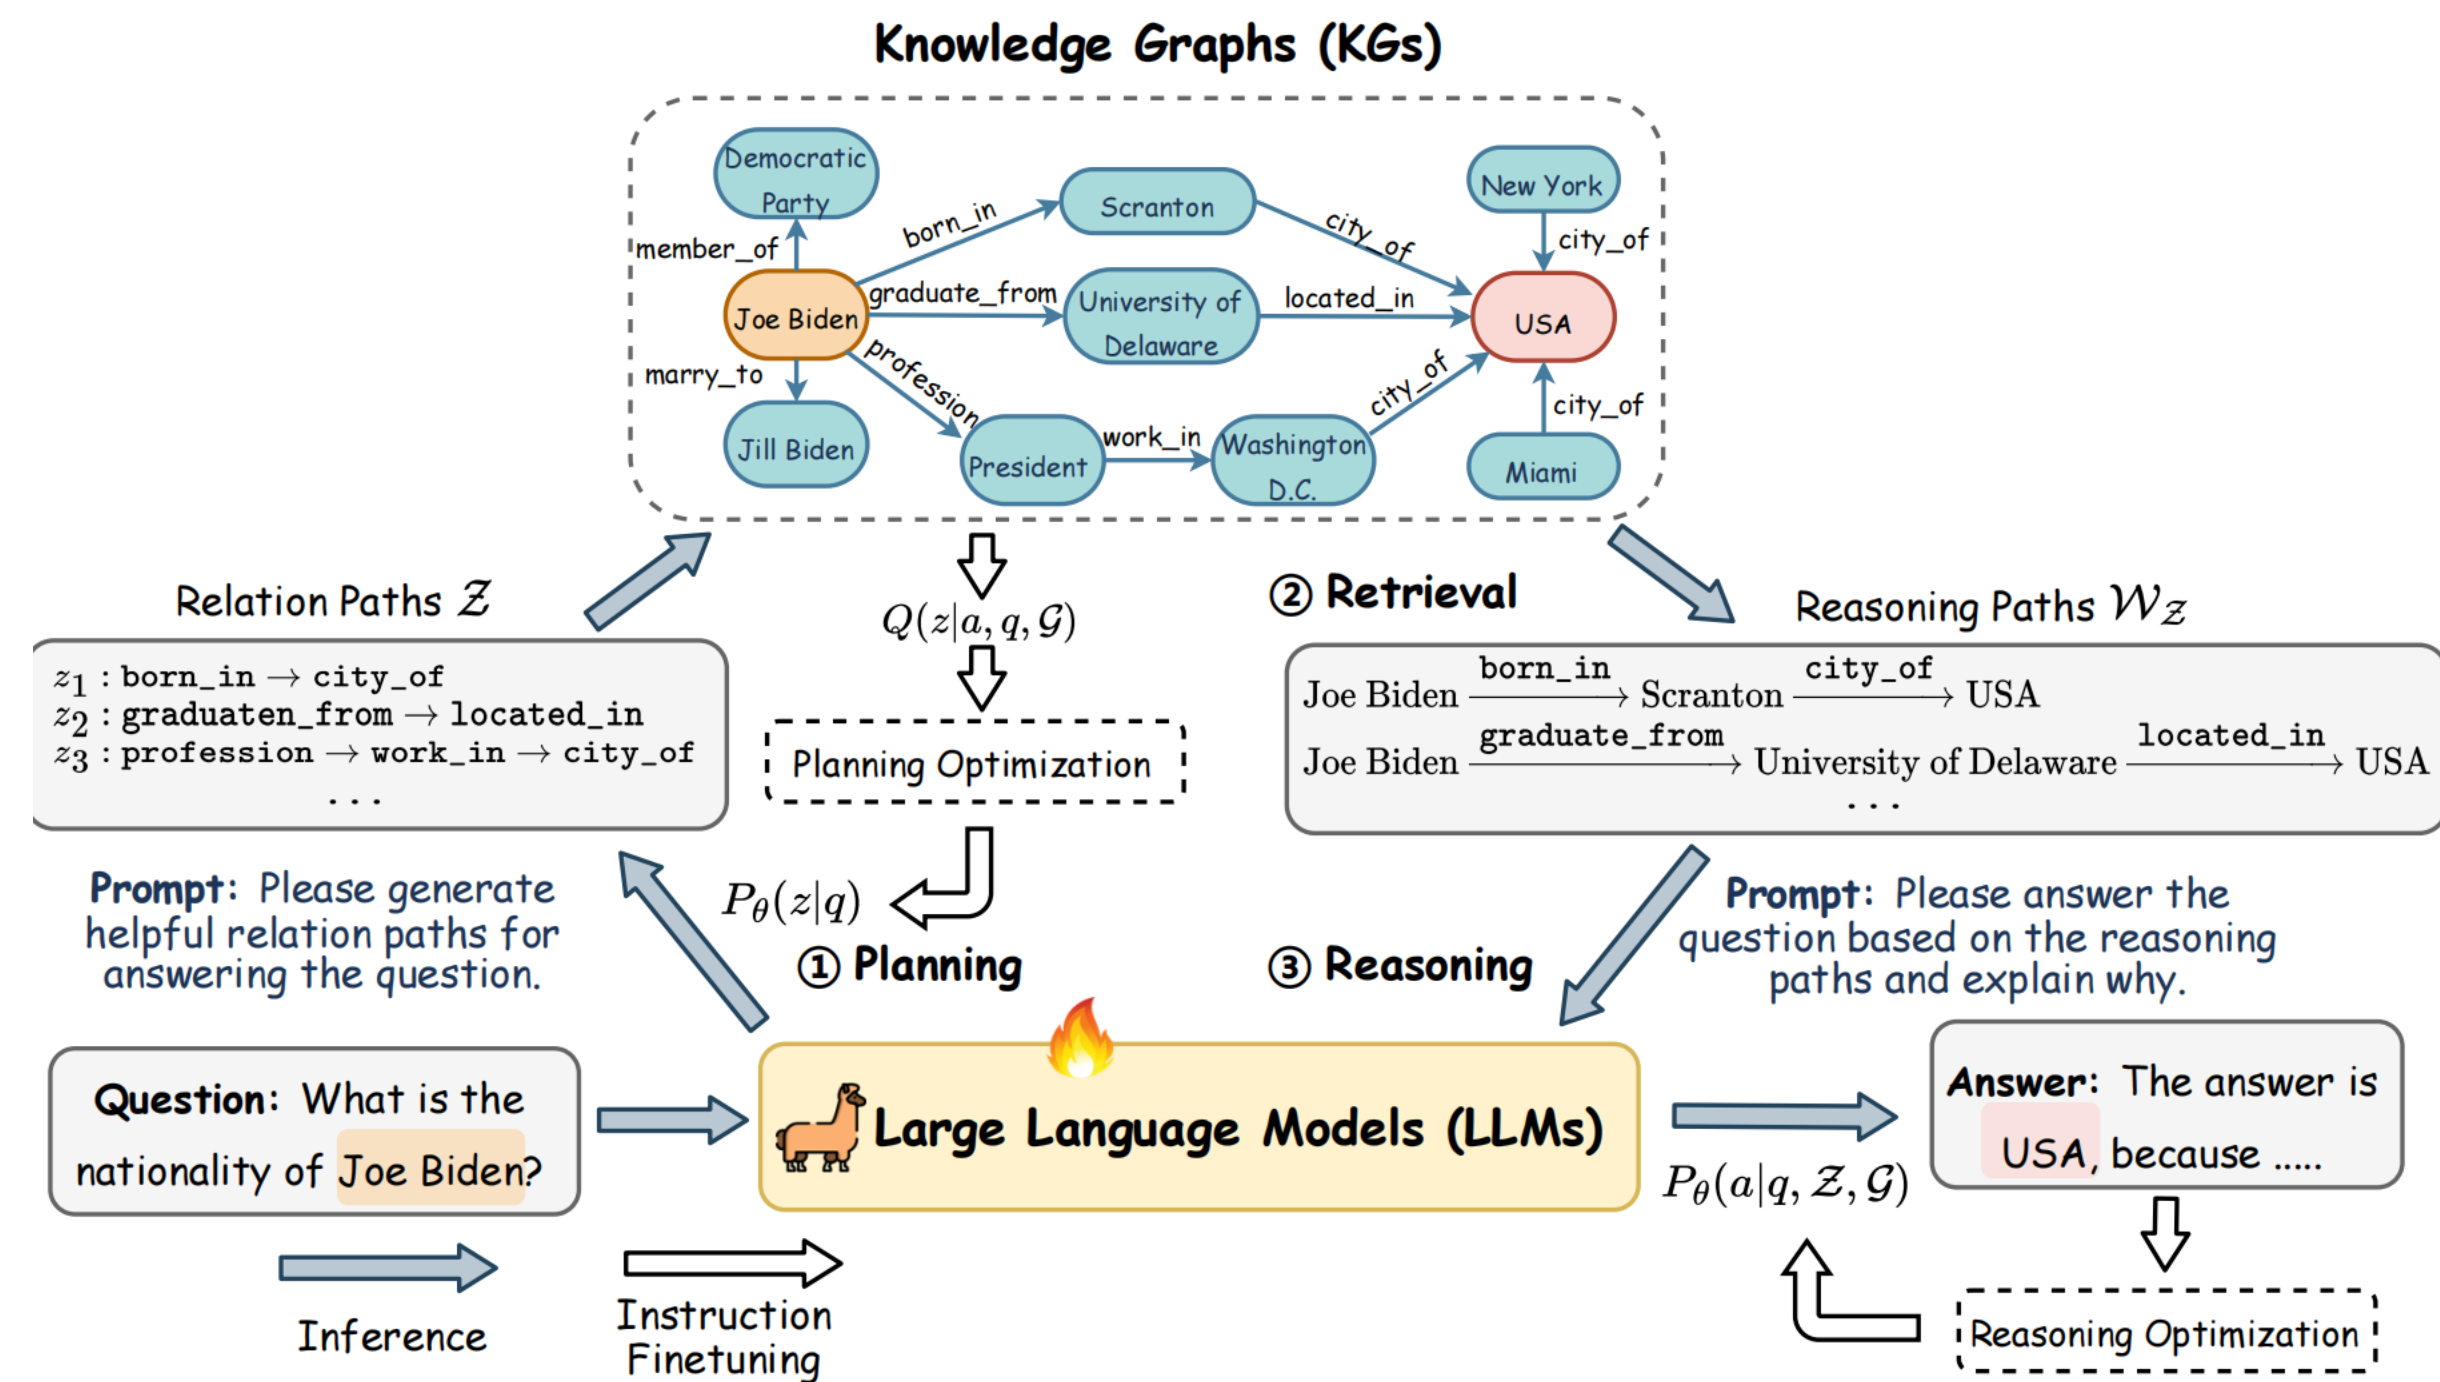 Knowledge Graphs (KGs)
Democratic
Party
member_of
Joe Biden
marry_to
Jill Biden
born_in
graduate_from
profession
Scranton
University of
Delaware
President
work_in
Washington
D.C.
city_of
located_in
city_of
New York
city_of
USA
city_of
Miami
Relation Paths 𝒵
z₁ : born_in → city_of
z₂ : graduaten_from → located_in
z₃ : profession → work_in → city_of
...
Q(z|a, q, 𝒢)
Planning Optimization
P_θ(z|q)
① Planning
② Retrieval
Reasoning Paths 𝒲_𝒵
Joe Biden —born_in→ Scranton —city_of→ USA
Joe Biden —graduate_from→ University of Delaware —located_in→ USA
...
③ Reasoning
Prompt: Please generate
helpful relation paths for
answering the question.
Prompt: Please answer the
question based on the reasoning
paths and explain why.
Question: What is the
nationality of Joe Biden?
Large Language Models (LLMs)
P_θ(a|q, 𝒵, 𝒢)
Answer: The answer is
USA, because .....
Reasoning Optimization
Inference
Instruction
Finetuning